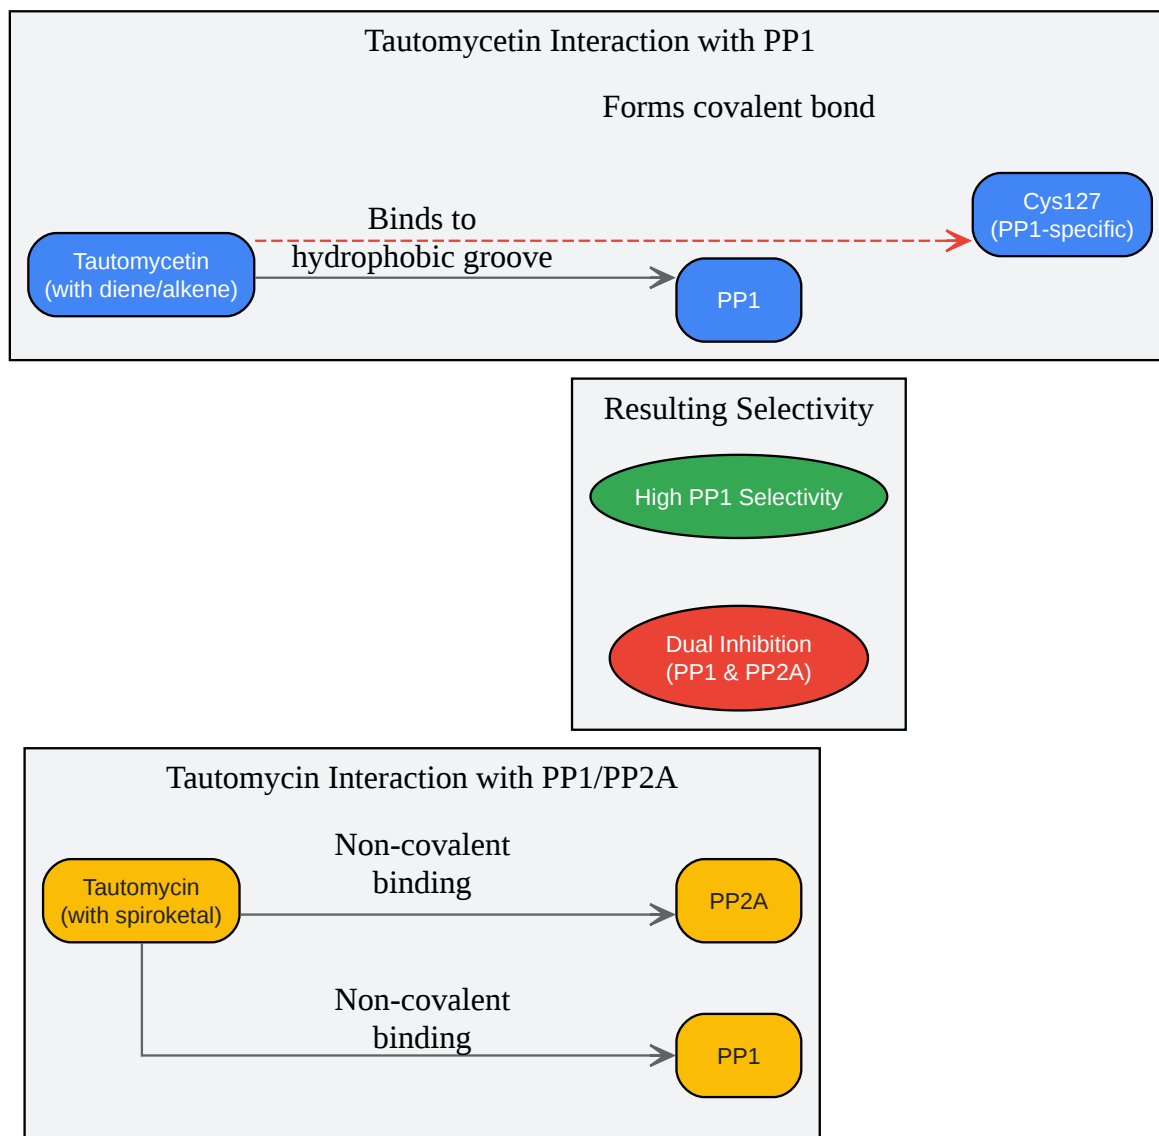 Tautomycetin Interaction with PP1
Forms covalent bond
Cys127
(PP1-specific)
Binds to
hydrophobic groove
Tautomycetin
(with diene/alkene)
PP1
Resulting Selectivity
High PP1 Selectivity
Dual Inhibition
(PP1 & PP2A)
Tautomycin Interaction with PP1/PP2A
Non-covalent
binding
Tautomycin
(with spiroketal)
PP2A
Non-covalent
binding
PP1